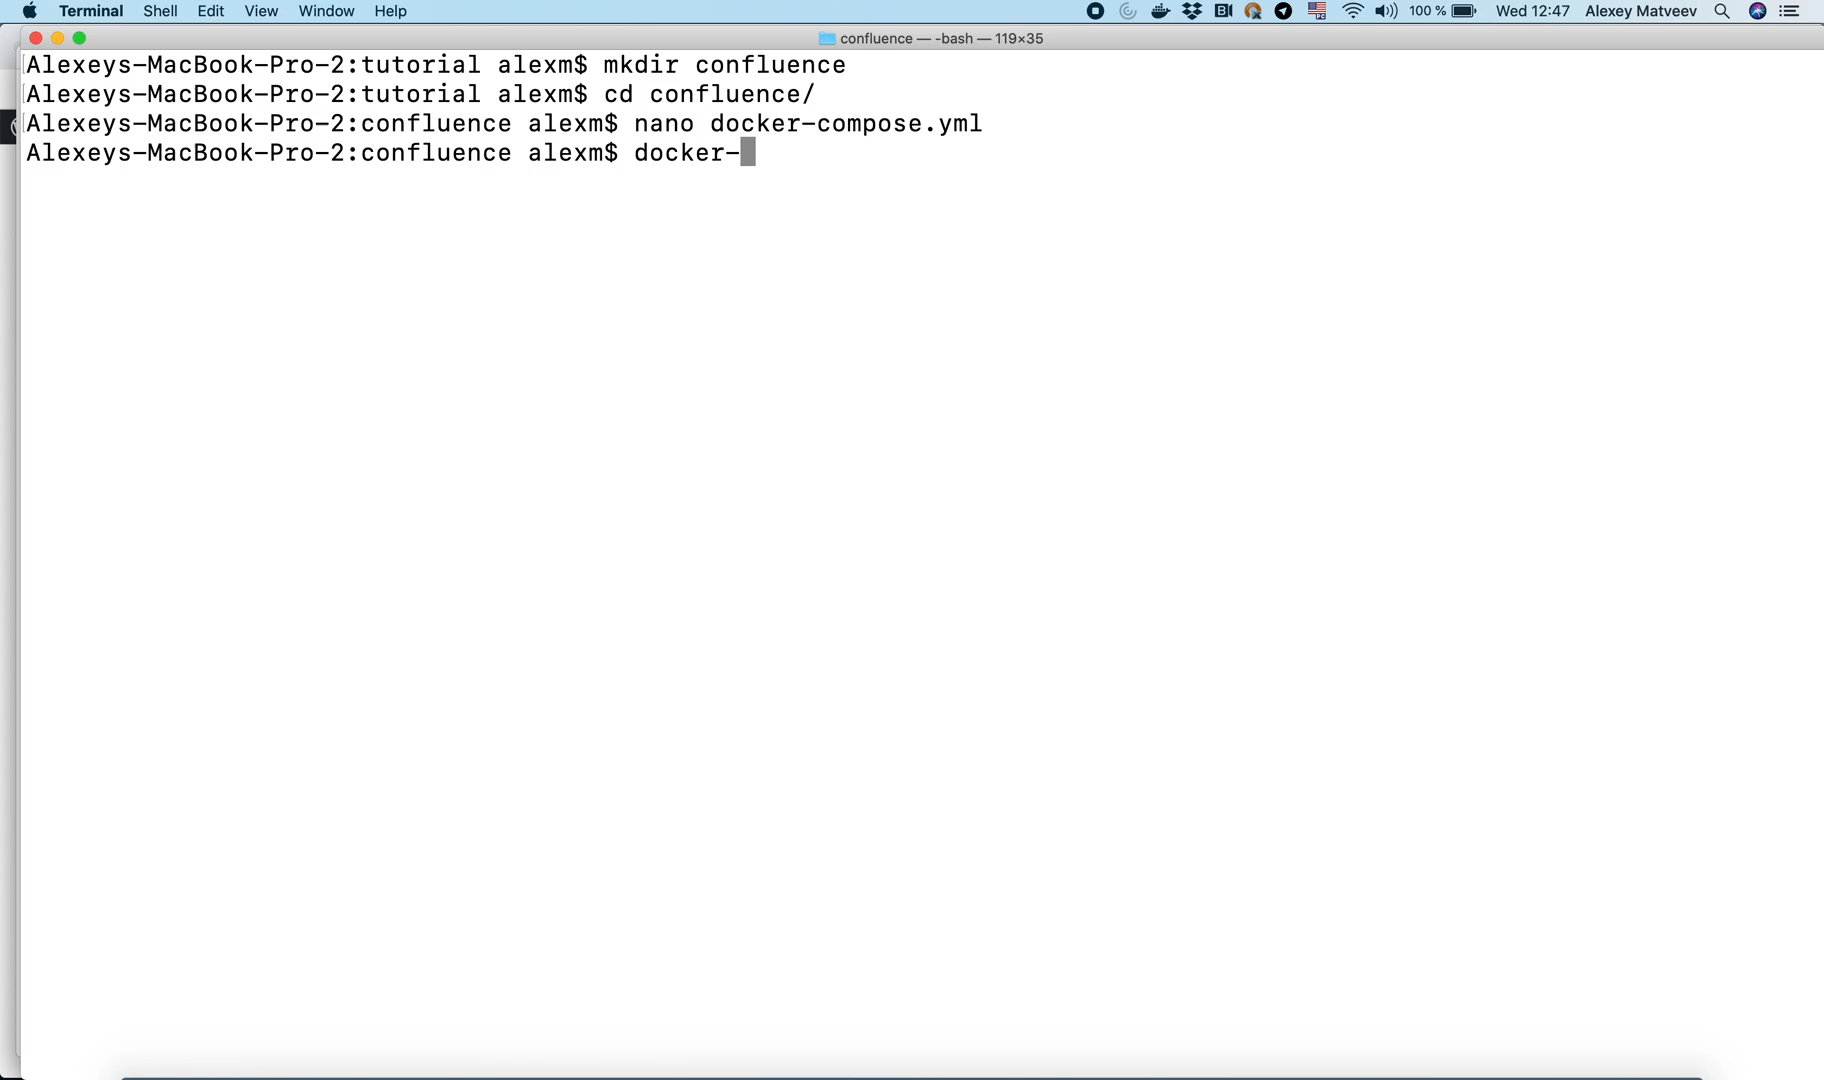 Terminal Shell Edit View Window Help 100 % Wed 12:47 Alexey Matveev
confluence — -bash — 119×35
Alexeys-MacBook-Pro-2:tutorial alexm$ mkdir confluence
Alexeys-MacBook-Pro-2:tutorial alexm$ cd confluence/
Alexeys-MacBook-Pro-2:confluence alexm$ nano docker-compose.yml
Alexeys-MacBook-Pro-2:confluence alexm$ docker-